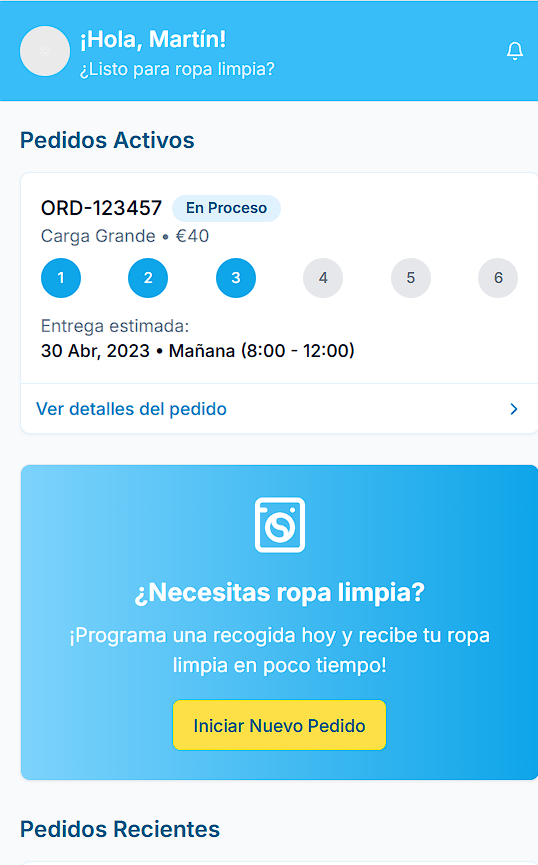 ¡Hola, Martín!
¿Listo para ropa limpia?
Pedidos Activos
ORD-123457 En Proceso
Carga Grande • €40
1 2 3 4 5 6
Entrega estimada:
30 Abr, 2023 • Mañana (8:00 - 12:00)
Ver detalles del pedido
¿Necesitas ropa limpia?
¡Programa una recogida hoy y recibe tu ropa
limpia en poco tiempo!
Iniciar Nuevo Pedido
Pedidos Recientes